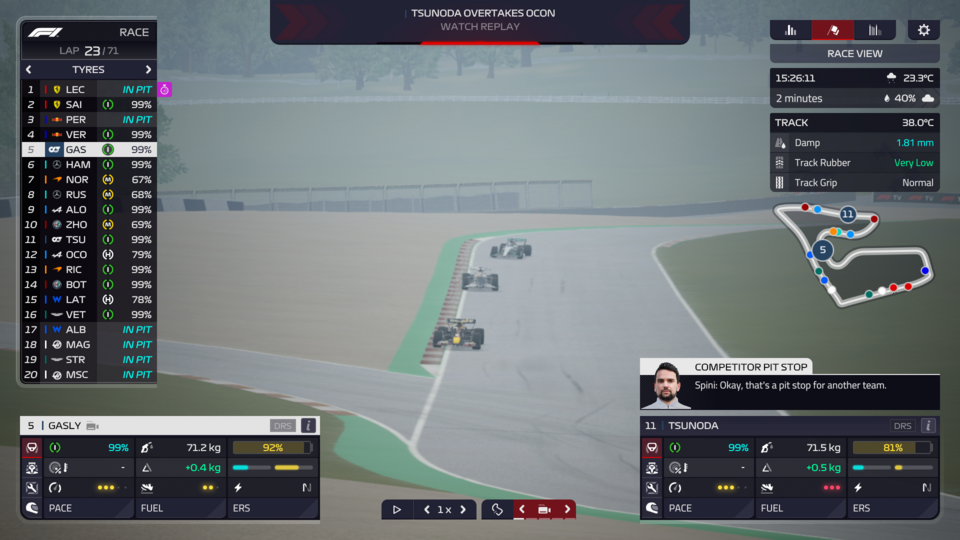 TSUNODA OVERTAKES OCON
WATCH REPLAY
RACE
LAP 23/71
TYRES
1 LEC IN PIT
2 SAI (I) 99%
3 PER IN PIT
4 VER (I) 99%
5 GAS (I) 99%
6 HAM (I) 99%
7 NOR (M) 67%
8 RUS (M) 68%
9 ALO (I) 99%
10 ZHO (M) 69%
11 TSU (I) 99%
12 OCO (H) 79%
13 RIC (I) 99%
14 BOT (I) 99%
15 LAT (H) 78%
16 VET (I) 99%
17 ALB IN PIT
18 MAG IN PIT
19 STR IN PIT
20 MSC IN PIT
RACE VIEW
15:26:11 23.3°C
2 minutes 40%
TRACK 38.0°C
Damp 1.81 mm
Track Rubber Very Low
Track Grip Normal
11
5
COMPETITOR PIT STOP
Spini: Okay, that's a pit stop for another team.
5 GASLY DRS i
(I) 99% 71.2 kg 92%
- +0.4 kg
N
PACE FUEL ERS
1x
11 TSUNODA DRS i
(I) 99% 71.5 kg 81%
- +0.5 kg
N
PACE FUEL ERS